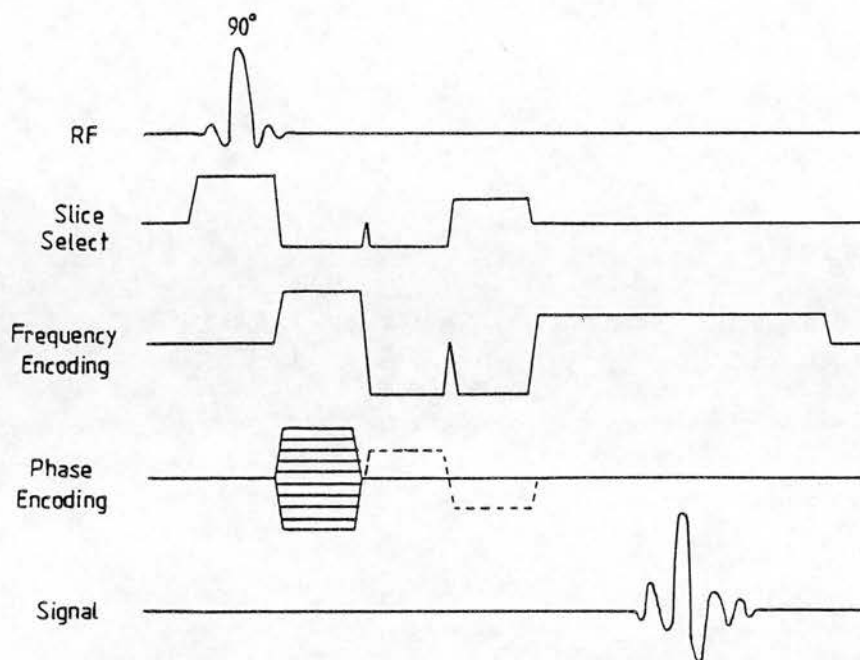 90°
RF
Slice
Select
Frequency
Encoding
Phase
Encoding
Signal